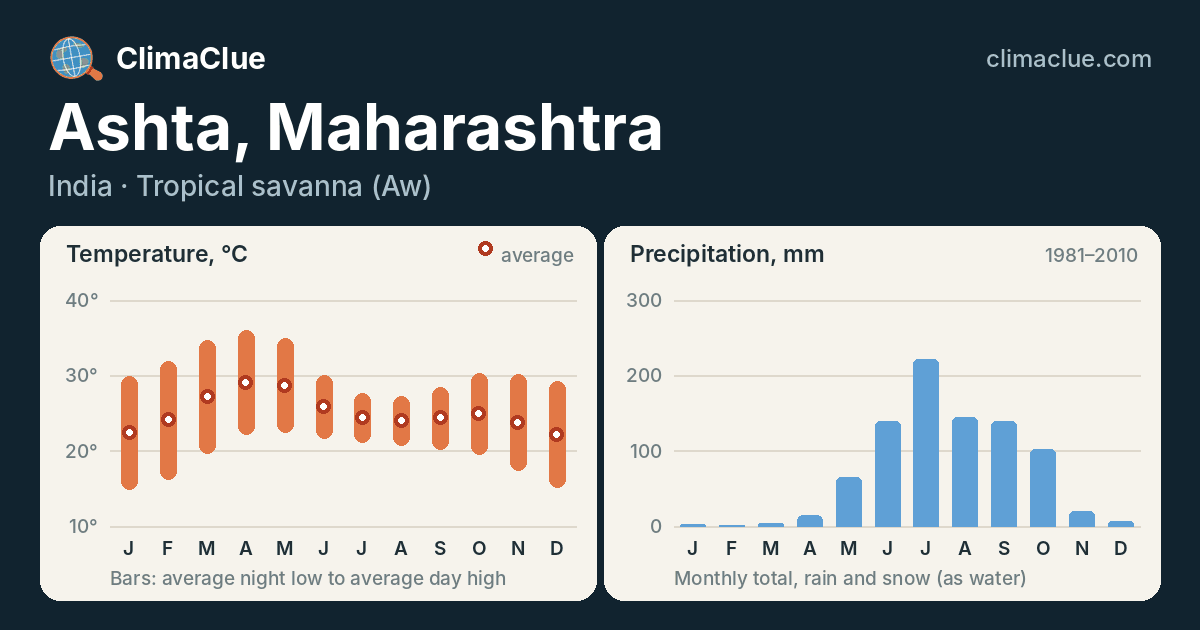 ClimaClue
climaclue.com
Ashta, Maharashtra
India · Tropical savanna (Aw)
Temperature, °C
average
40°
30°
20°
10°
J F M A M J J A S O N D
Bars: average night low to average day high
Precipitation, mm
1981–2010
300
200
100
0
J F M A M J J A S O N D
Monthly total, rain and snow (as water)